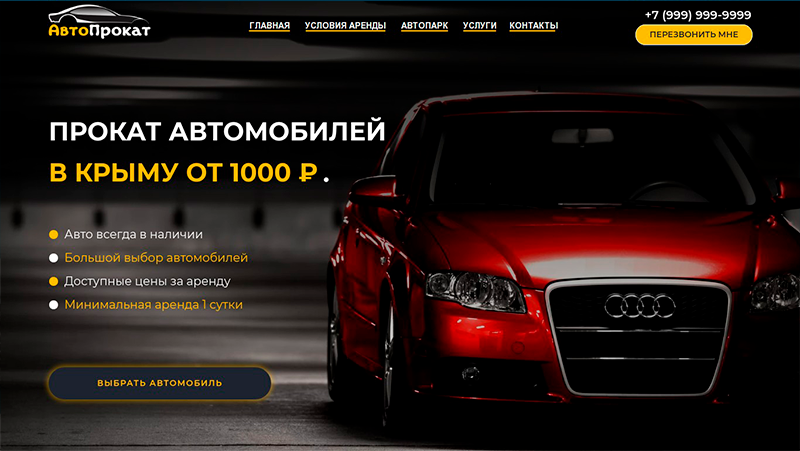 АвтоПрокат
ГЛАВНАЯ УСЛОВИЯ АРЕНДЫ АВТОПАРК УСЛУГИ КОНТАКТЫ
+7 (999) 999-9999
ПЕРЕЗВОНИТЬ МНЕ
ПРОКАТ АВТОМОБИЛЕЙ
В КРЫМУ ОТ 1000 ₽ .
Авто всегда в наличии
Большой выбор автомобилей
Доступные цены за аренду
Минимальная аренда 1 сутки
ВЫБРАТЬ АВТОМОБИЛЬ